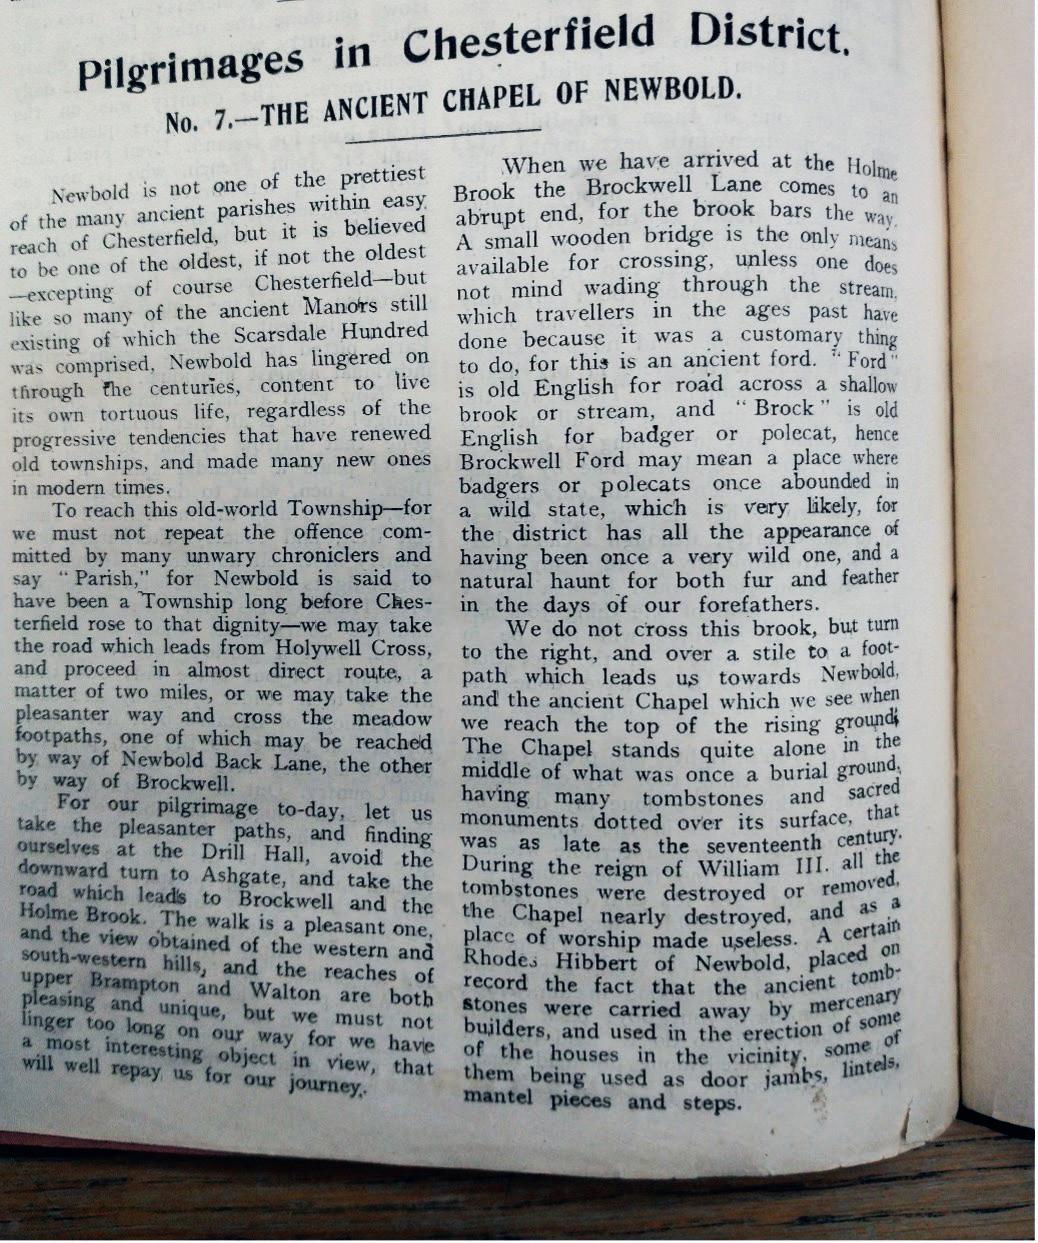 Pilgrimages in Chesterfield District.
No. 7.—THE ANCIENT CHAPEL OF NEWBOLD.
Newbold is not one of the prettiest
of the many ancient parishes within easy
reach of Chesterfield, but it is believed
to be one of the oldest, if not the oldest
—excepting of course Chesterfield—but
like so many of the ancient Manors still
existing of which the Scarsdale Hundred
was comprised, Newbold has lingered on
through the centuries, content to live
its own tortuous life, regardless of the
progressive tendencies that have renewed
old townships, and made many new ones
in modern times.
To reach this old-world Township—for
we must not repeat the offence com-
mitted by many unwary chroniclers and
say "Parish," for Newbold is said to
have been a Township long before Ches-
terfield rose to that dignity—we may take
the road which leads from Holywell Cross,
and proceed in almost direct route, a
matter of two miles, or we may take the
pleasanter way and cross the meadow
footpaths, one of which may be reached
by way of Newbold Back Lane, the other
by way of Brockwell.
For our pilgrimage to-day, let us
take the pleasanter paths, and finding
ourselves at the Drill Hall, avoid the
downward turn to Ashgate, and take the
road which leads to Brockwell and the
Holme Brook. The walk is a pleasant one,
and the view obtained of the western and
south-western hills, and the reaches of
upper Brampton and Walton are both
pleasing and unique, but we must not
linger too long on our way for we have
a most interesting object in view, that
will well repay us for our journey.
When we have arrived at the Holme
Brook the Brockwell Lane comes to an
abrupt end, for the brook bars the way.
A small wooden bridge is the only means
available for crossing, unless one does
not mind wading through the stream,
which travellers in the ages past have
done because it was a customary thing
to do, for this is an ancient ford. "Ford"
is old English for road across a shallow
brook or stream, and "Brock" is old
English for badger or polecat, hence
Brockwell Ford may mean a place where
badgers or polecats once abounded in
a wild state, which is very likely, for
the district has all the appearance of
having been once a very wild one, and a
natural haunt for both fur and feather
in the days of our forefathers.
We do not cross this brook, but turn
to the right, and over a stile to a foot-
path which leads us towards Newbold,
and the ancient Chapel which we see when
we reach the top of the rising ground.
The Chapel stands quite alone in the
middle of what was once a burial ground,
having many tombstones and sacred
monuments dotted over its surface, that
was as late as the seventeenth century.
During the reign of William III. all the
tombstones were destroyed or removed,
the Chapel nearly destroyed, and as a
place of worship made useless. A certain
Rhodes Hibbert of Newbold, placed on
record the fact that the ancient tomb-
stones were carried away by mercenary
builders, and used in the erection of some
of the houses in the vicinity, some of
them being used as door jambs, lintels,
mantel pieces and steps.